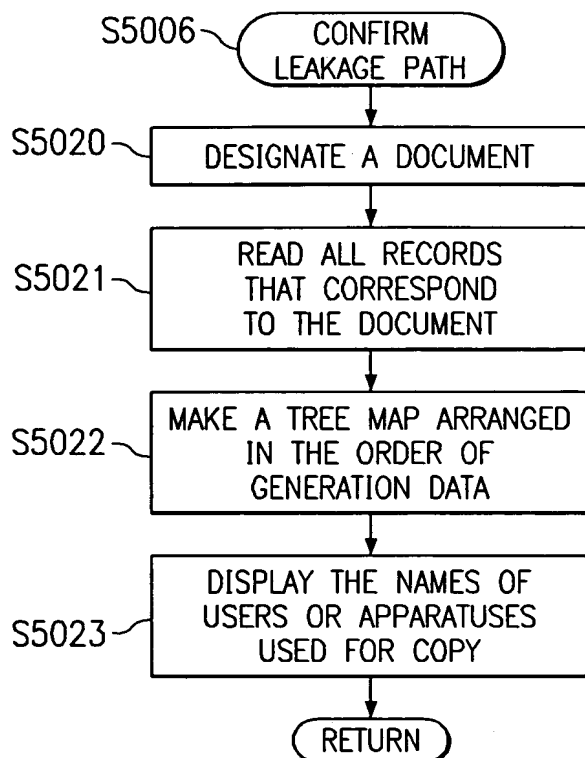 S5006
CONFIRM
LEAKAGE PATH
S5020
DESIGNATE A DOCUMENT
S5021
READ ALL RECORDS
THAT CORRESPOND
TO THE DOCUMENT
S5022
MAKE A TREE MAP ARRANGED
IN THE ORDER OF
GENERATION DATA
S5023
DISPLAY THE NAMES OF
USERS OR APPARATUSES
USED FOR COPY
RETURN